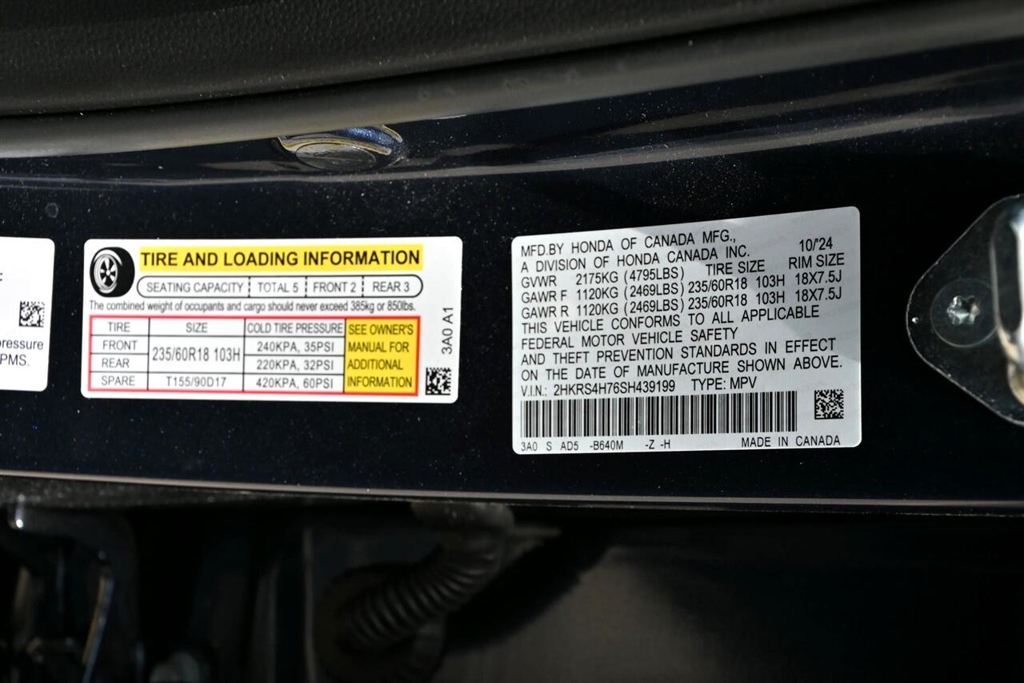 ressure
PMS.
TIRE AND LOADING INFORMATION
SEATING CAPACITY TOTAL 5 FRONT 2 REAR 3
The combined weight of occupants and cargo should never exceed 385kg or 850lbs.
TIRE SIZE COLD TIRE PRESSURE SEE OWNER'S
FRONT 235/60R18 103H 240KPA, 35PSI MANUAL FOR
REAR 220KPA, 32PSI ADDITIONAL
SPARE T155/90D17 420KPA, 60PSI INFORMATION
3A0 A1
MFD.BY HONDA OF CANADA MFG., 10/24
A DIVISION OF HONDA CANADA INC.
GVWR 2175KG (4795LBS) TIRE SIZE RIM SIZE
GAWR F 1120KG (2469LBS) 235/60R18 103H 18X7.5J
GAWR R 1120KG (2469LBS) 235/60R18 103H 18X7.5J
THIS VEHICLE CONFORMS TO ALL APPLICABLE
FEDERAL MOTOR VEHICLE SAFETY
AND THEFT PREVENTION STANDARDS IN EFFECT
ON THE DATE OF MANUFACTURE SHOWN ABOVE.
V.I.N.: 2HKRS4H76SH439199 TYPE: MPV
3A0 S AD5 -B640M -Z -H MADE IN CANADA